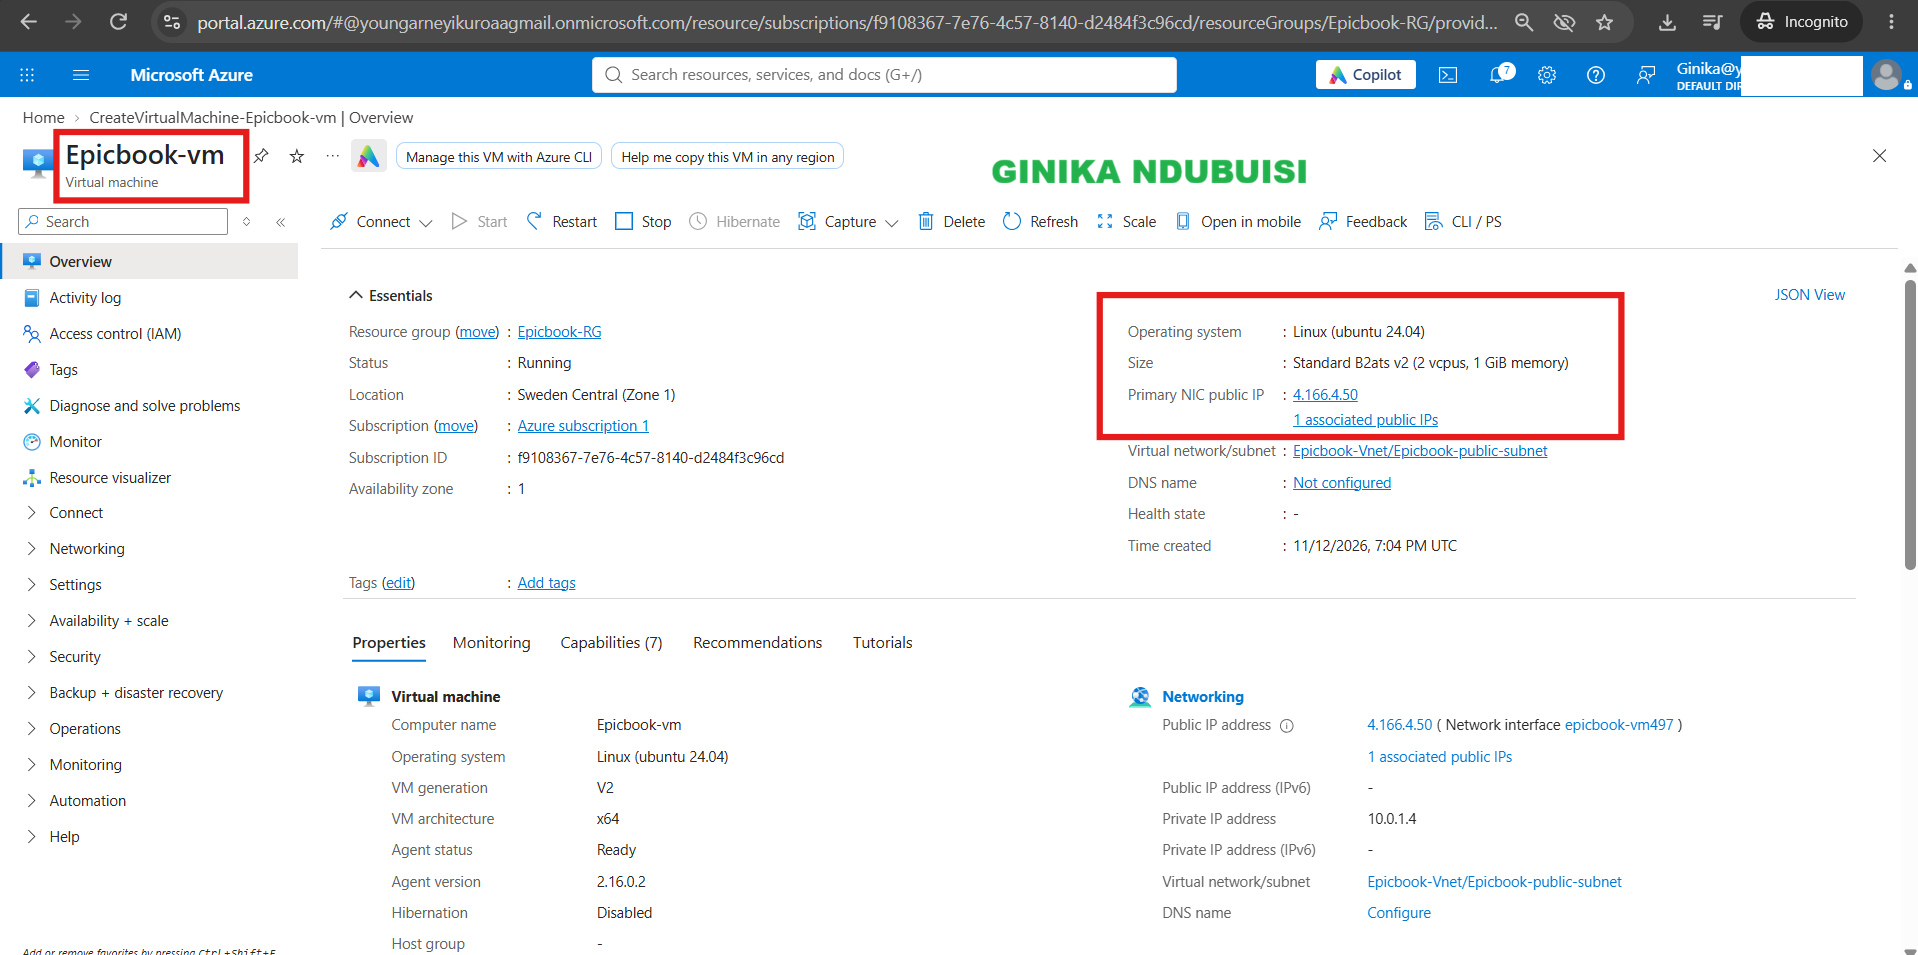 portal.azure.com/#@youngarneyikuroaagmail.onmicrosoft.com/resource/subscriptions/f9108367-7e76-4c57-8140-d2484f3c96cd/resourceGroups/Epicbook-RG/provid...
Incognito
Microsoft Azure
Search resources, services, and docs (G+/)
Copilot
7
Ginika@y
DEFAULT DIR
Home > CreateVirtualMachine-Epicbook-vm | Overview
Epicbook-vm
Virtual machine
Manage this VM with Azure CLI
Help me copy this VM in any region
GINIKA NDUBUISI
Search
Connect Start Restart Stop Hibernate Capture Delete Refresh Scale Open in mobile Feedback CLI / PS
Overview
Activity log
Access control (IAM)
Tags
Diagnose and solve problems
Monitor
Resource visualizer
Connect
Networking
Settings
Availability + scale
Security
Backup + disaster recovery
Operations
Monitoring
Automation
Help
Add or remove favorites by pressing Ctrl+Shift+F
Essentials
JSON View
Resource group (move) : Epicbook-RG
Status : Running
Location : Sweden Central (Zone 1)
Subscription (move) : Azure subscription 1
Subscription ID : f9108367-7e76-4c57-8140-d2484f3c96cd
Availability zone : 1
Operating system : Linux (ubuntu 24.04)
Size : Standard B2ats v2 (2 vcpus, 1 GiB memory)
Primary NIC public IP : 4.166.4.50
1 associated public IPs
Virtual network/subnet : Epicbook-Vnet/Epicbook-public-subnet
DNS name : Not configured
Health state : -
Time created : 11/12/2026, 7:04 PM UTC
Tags (edit) : Add tags
Properties Monitoring Capabilities (7) Recommendations Tutorials
Virtual machine
Computer name Epicbook-vm
Operating system Linux (ubuntu 24.04)
VM generation V2
VM architecture x64
Agent status Ready
Agent version 2.16.0.2
Hibernation Disabled
Host group -
Networking
Public IP address 4.166.4.50 ( Network interface epicbook-vm497 )
1 associated public IPs
Public IP address (IPv6) -
Private IP address 10.0.1.4
Private IP address (IPv6) -
Virtual network/subnet Epicbook-Vnet/Epicbook-public-subnet
DNS name Configure